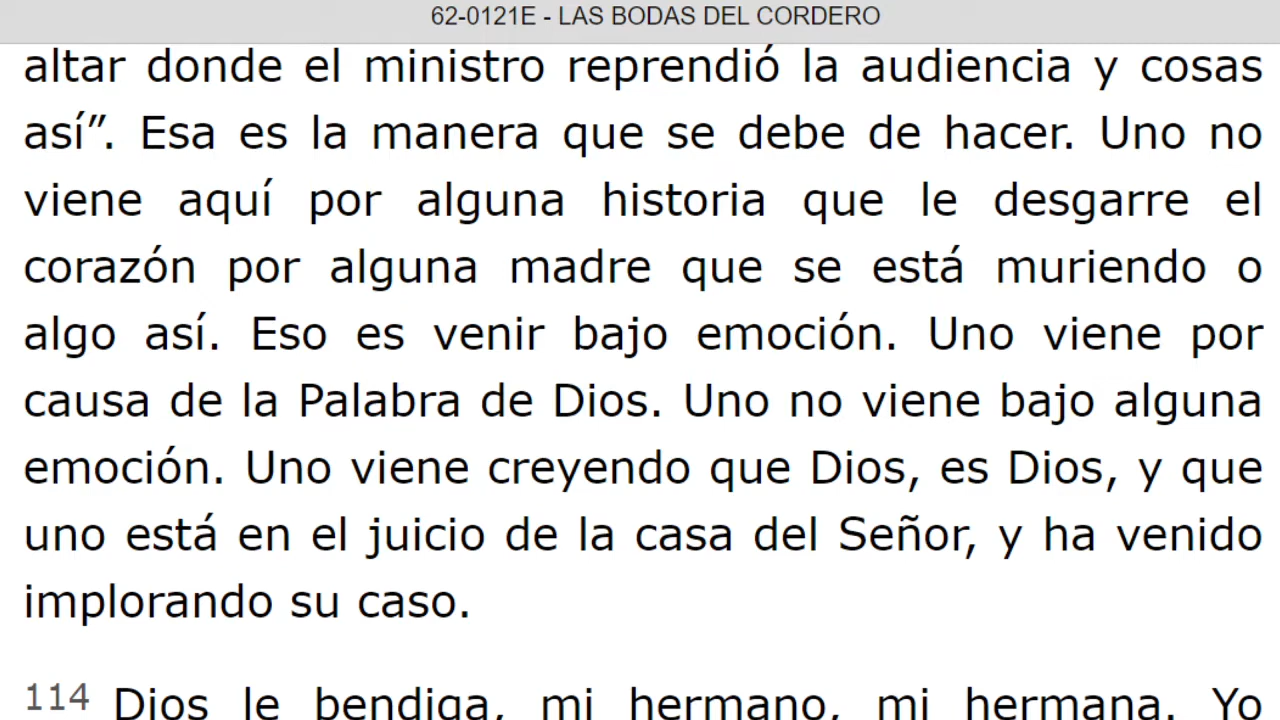 62-0121E - LAS BODAS DEL CORDERO
altar donde el ministro reprendió la audiencia y cosas
así”. Esa es la manera que se debe de hacer. Uno no
viene aquí por alguna historia que le desgarre el
corazón por alguna madre que se está muriendo o
algo así. Eso es venir bajo emoción. Uno viene por
causa de la Palabra de Dios. Uno no viene bajo alguna
emoción. Uno viene creyendo que Dios, es Dios, y que
uno está en el juicio de la casa del Señor, y ha venido
implorando su caso.
114 Dios le bendiga, mi hermano, mi hermana. Yo